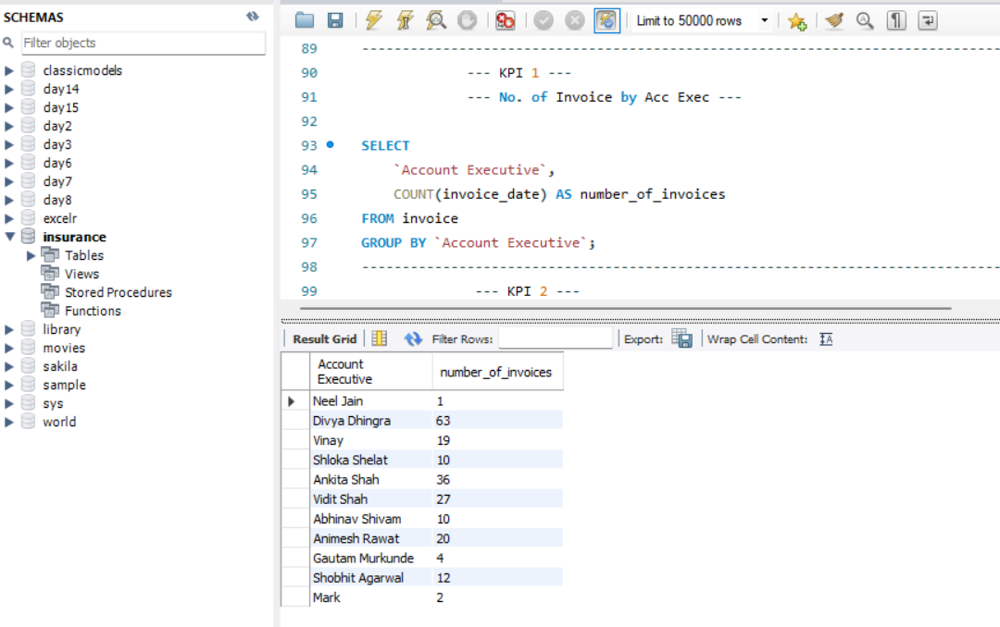 SCHEMAS
Filter objects
classicmodels
day14
day15
day2
day3
day6
day7
day8
excelr
insurance
Tables
Views
Stored Procedures
Functions
library
movies
sakila
sample
sys
world
Limit to 50000 rows
89 --------------------------------------------------------------------------------
90 --- KPI 1 ---
91 --- No. of Invoice by Acc Exec ---
92
93 SELECT
94 `Account Executive`,
95 COUNT(invoice_date) AS number_of_invoices
96 FROM invoice
97 GROUP BY `Account Executive`;
98 --------------------------------------------------------------------------------
99 --- KPI 2 ---
Result Grid Filter Rows: Export: Wrap Cell Content:
Account Executive number_of_invoices
Neel Jain 1
Divya Dhingra 63
Vinay 19
Shloka Shelat 10
Ankita Shah 36
Vidit Shah 27
Abhinav Shivam 10
Animesh Rawat 20
Gautam Murkunde 4
Shobhit Agarwal 12
Mark 2